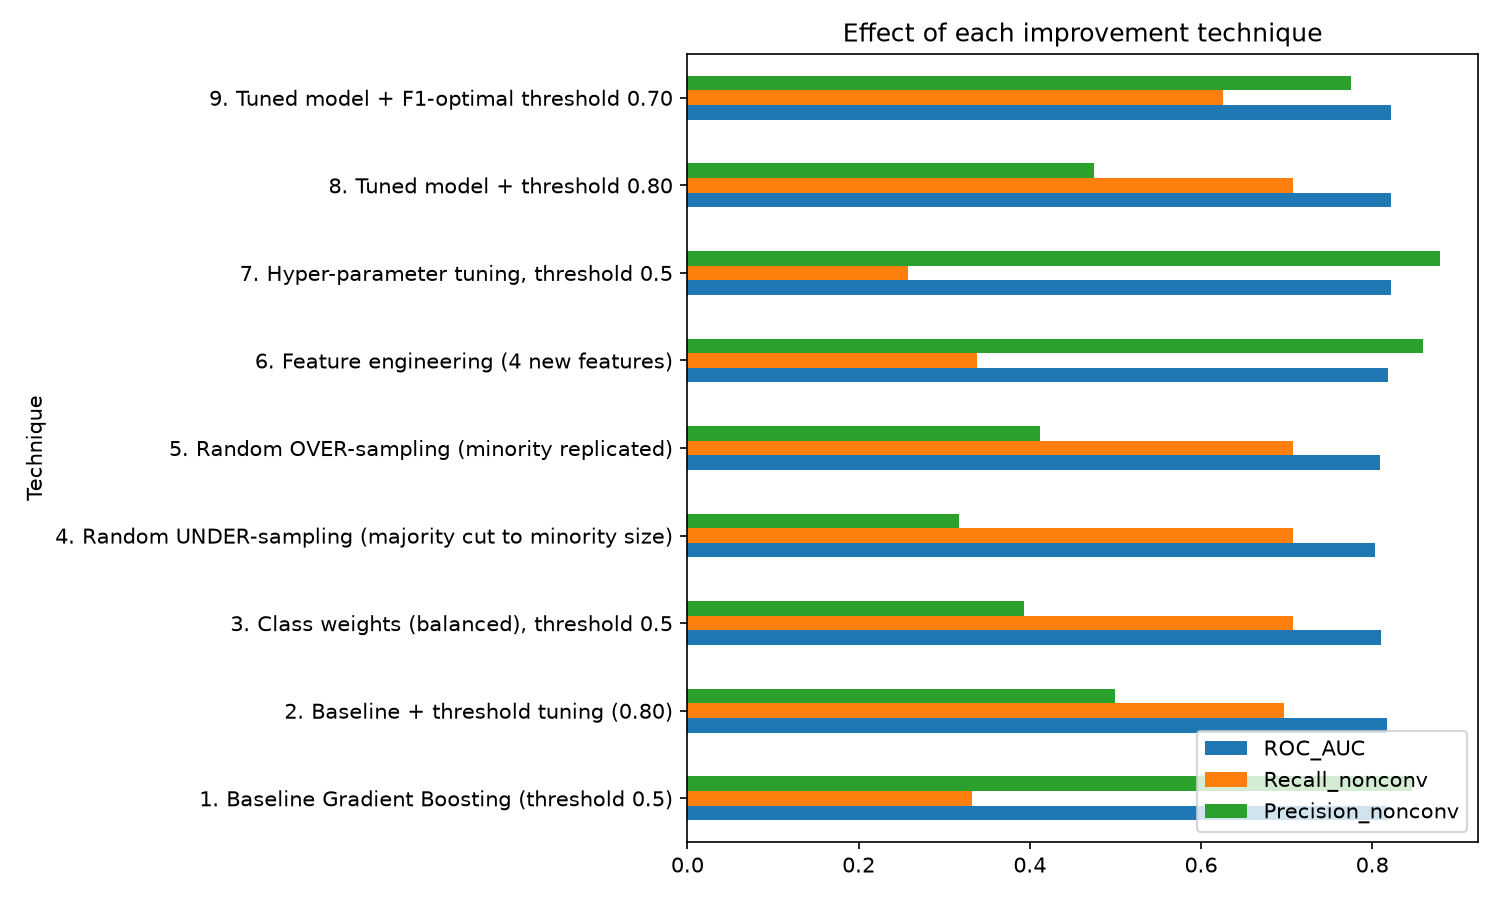 Effect of each improvement technique
9. Tuned model + F1-optimal threshold 0.70
8. Tuned model + threshold 0.80
7. Hyper-parameter tuning, threshold 0.5
6. Feature engineering (4 new features)
5. Random OVER-sampling (minority replicated)
4. Random UNDER-sampling (majority cut to minority size)
3. Class weights (balanced), threshold 0.5
2. Baseline + threshold tuning (0.80)
1. Baseline Gradient Boosting (threshold 0.5)
Technique
ROC_AUC
Recall_nonconv
Precision_nonconv
0.0 0.2 0.4 0.6 0.8